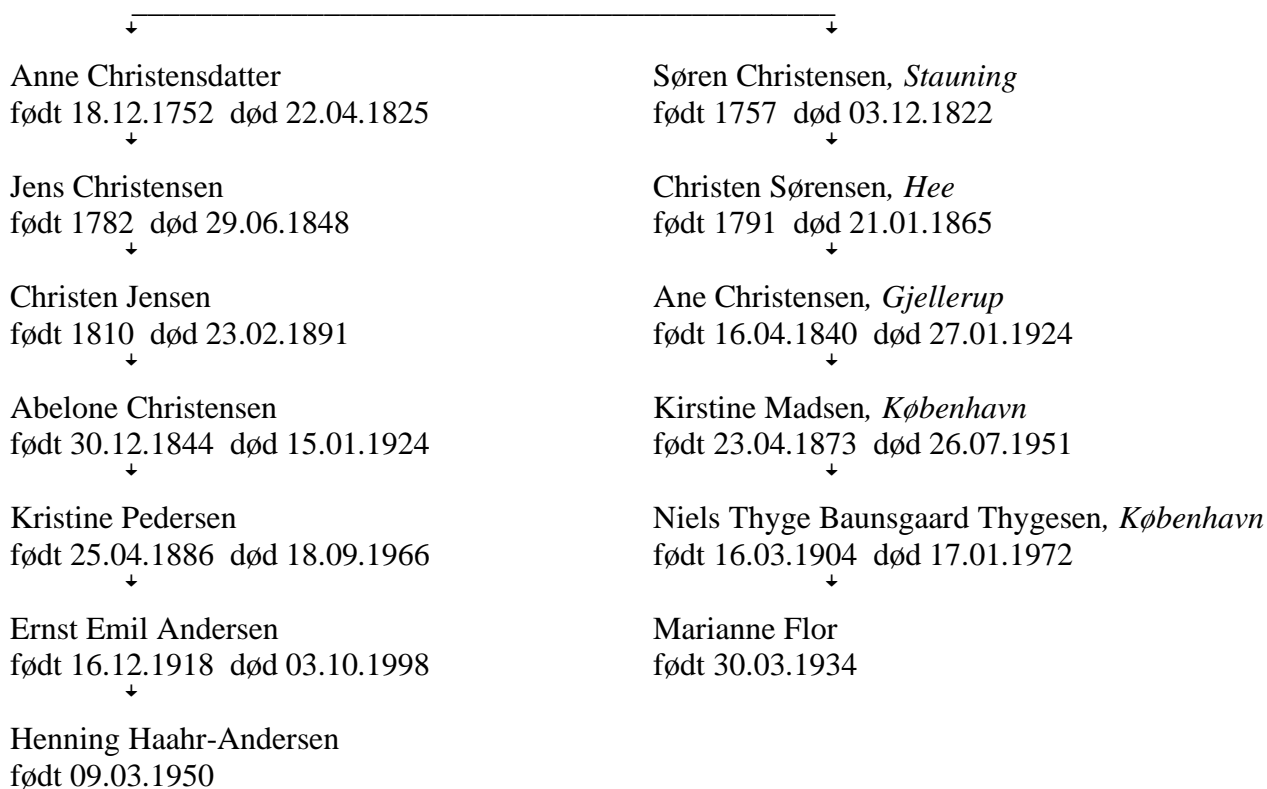 Anne Christensdatter
født 18.12.1752 død 22.04.1825
Jens Christensen
født 1782 død 29.06.1848
Christen Jensen
født 1810 død 23.02.1891
Abelone Christensen
født 30.12.1844 død 15.01.1924
Kristine Pedersen
født 25.04.1886 død 18.09.1966
Ernst Emil Andersen
født 16.12.1918 død 03.10.1998
Henning Haahr-Andersen
født 09.03.1950
Søren Christensen, Stauning
født 1757 død 03.12.1822
Christen Sørensen, Hee
født 1791 død 21.01.1865
Ane Christensen, Gjellerup
født 16.04.1840 død 27.01.1924
Kirstine Madsen, København
født 23.04.1873 død 26.07.1951
Niels Thyge Baunsgaard Thygesen, København
født 16.03.1904 død 17.01.1972
Marianne Flor
født 30.03.1934